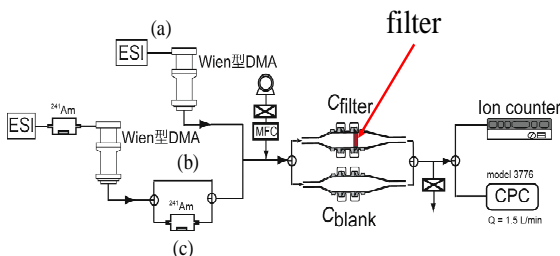 filter
(a)
ESI
Wien型DMA
241Am
ESI
Wien型DMA
MFC
Cfilter
Ion counter
(b)
241Am
(c)
Cblank
model 3776
CPC
Q = 1.5 L/min